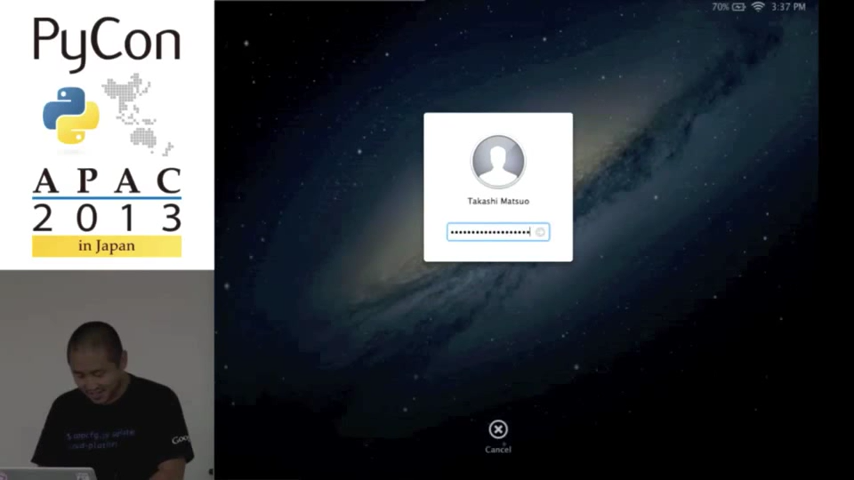 PyCon
APAC
2013
in Japan
70%
3:37 PM
Takashi Matsuo
Cancel